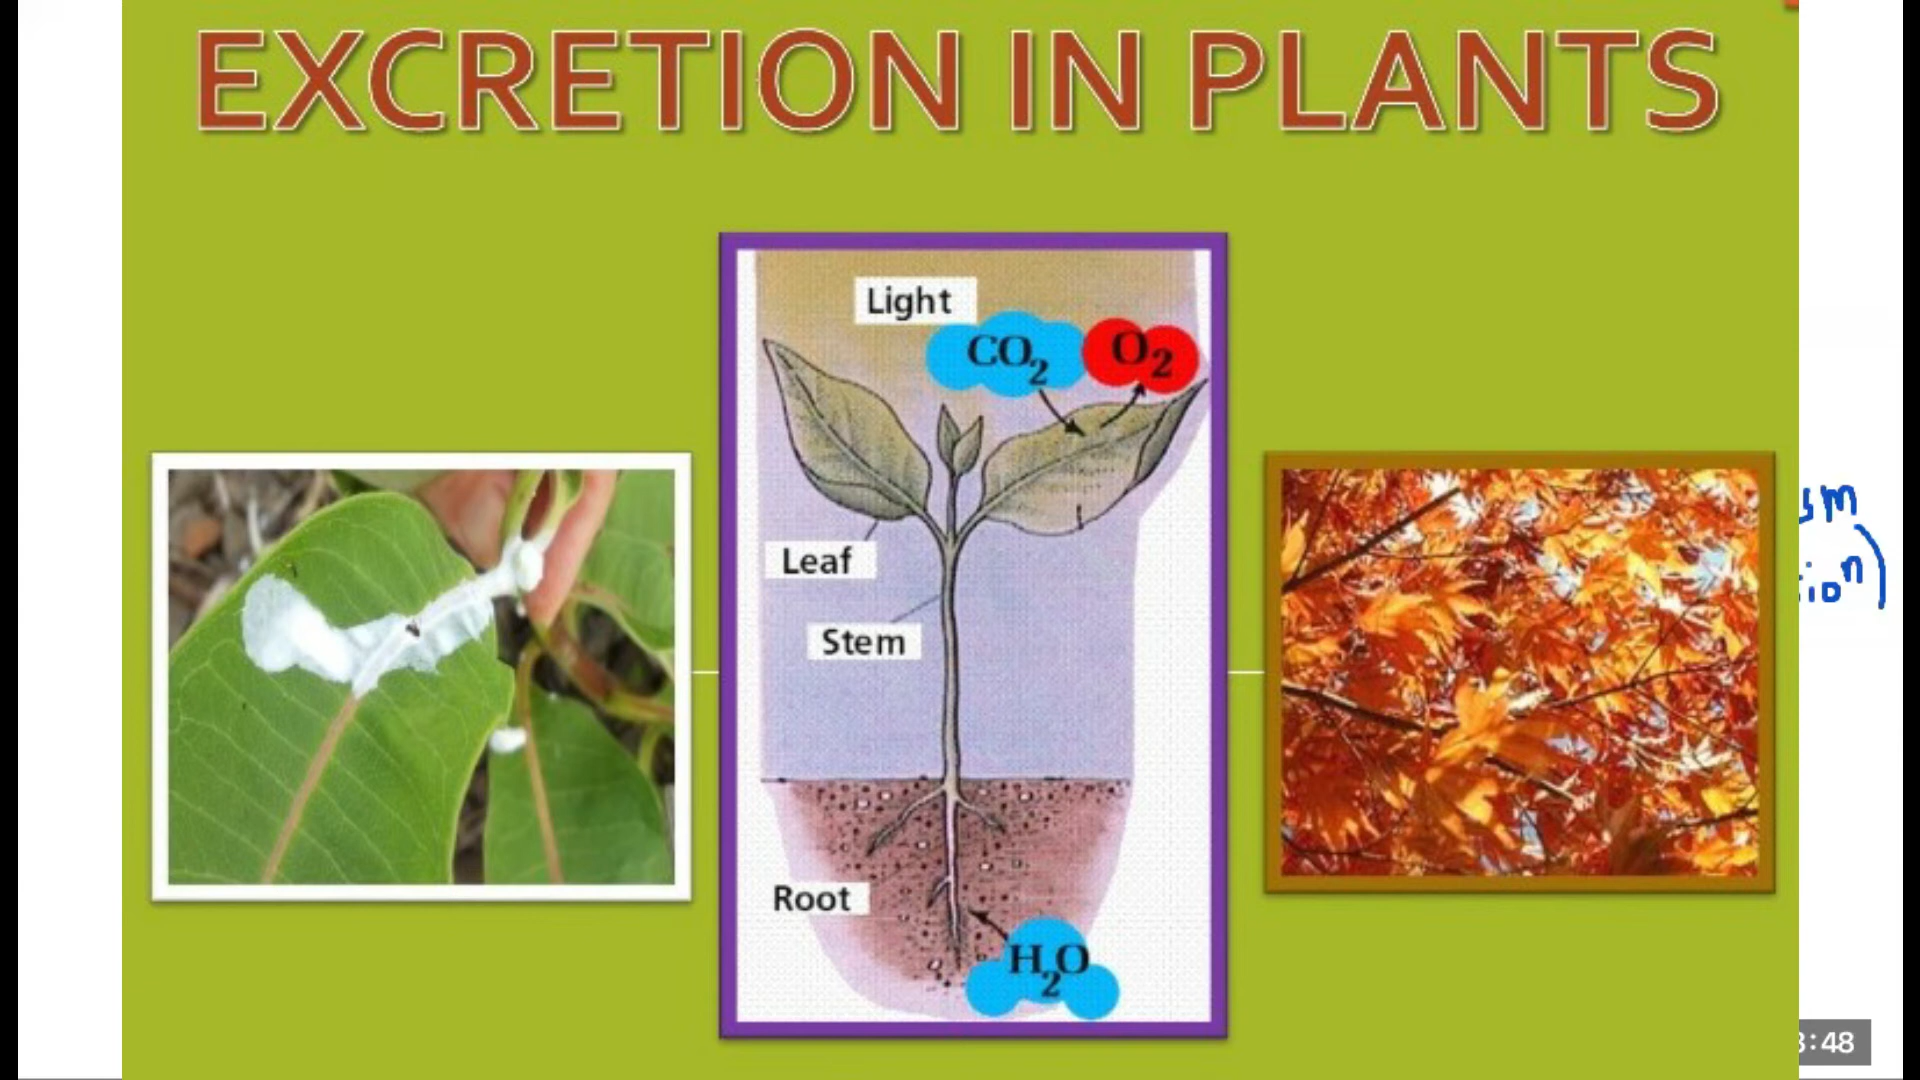 EXCRETION IN PLANTS
Light
CO2
O2
Leaf
Stem
Root
H2O